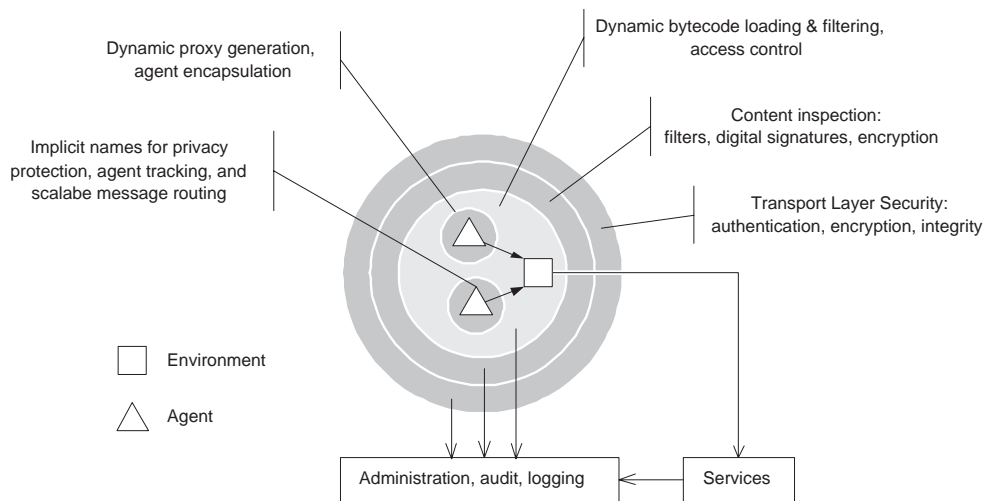 Dynamic proxy generation,
agent encapsulation
Dynamic bytecode loading & filtering,
access control
Implicit names for privacy
protection, agent tracking, and
scalabe message routing
Content inspection:
filters, digital signatures, encryption
Transport Layer Security:
authentication, encryption, integrity
Environment
Agent
Administration, audit, logging
Services